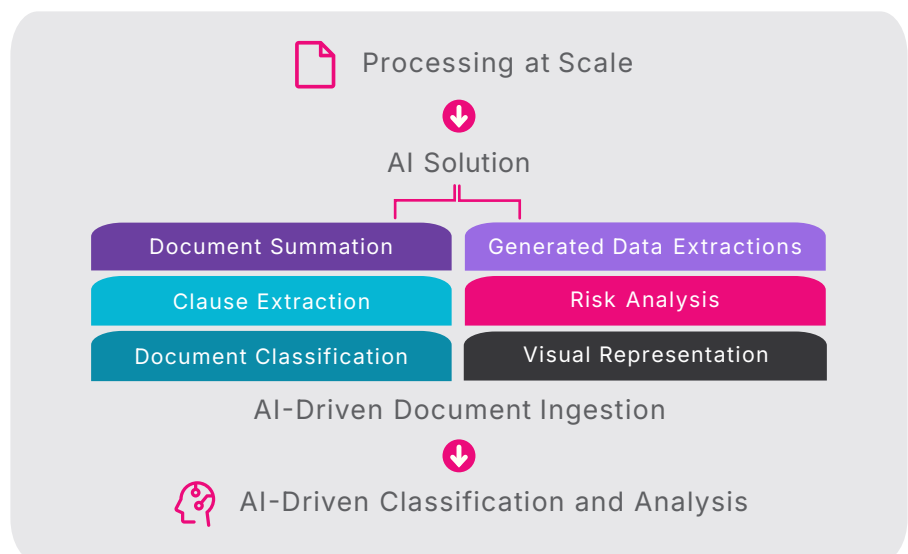 Processing at Scale
AI Solution
Document Summation
Generated Data Extractions
Clause Extraction
Risk Analysis
Document Classification
Visual Representation
AI-Driven Document Ingestion
AI-Driven Classification and Analysis